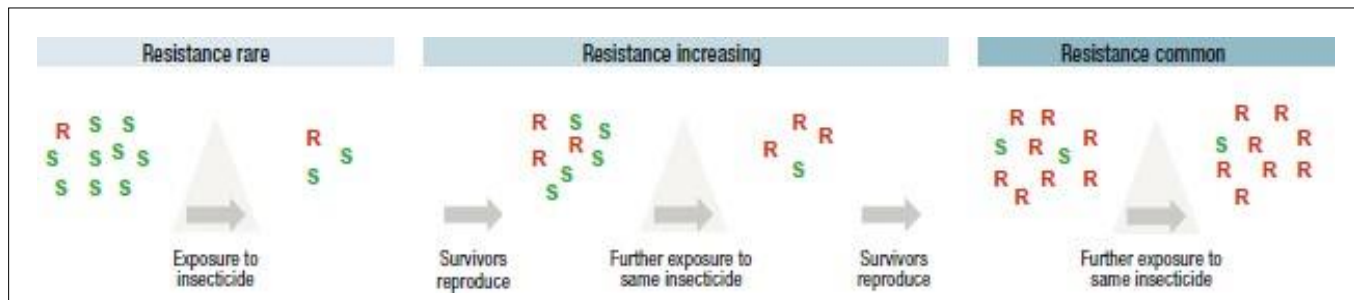 Resistance rare
R S S
S S S S
S S S
Exposure to
insecticide
R
S
S
Survivors
reproduce
Resistance increasing
R S S
R
R S
S
S
Further exposure to
same insecticide
R
R
R
S
Survivors
reproduce
Resistance common
R R
R
S R S
R R R
R
Further exposure to
same insecticide
R R
S R R
R R R
R